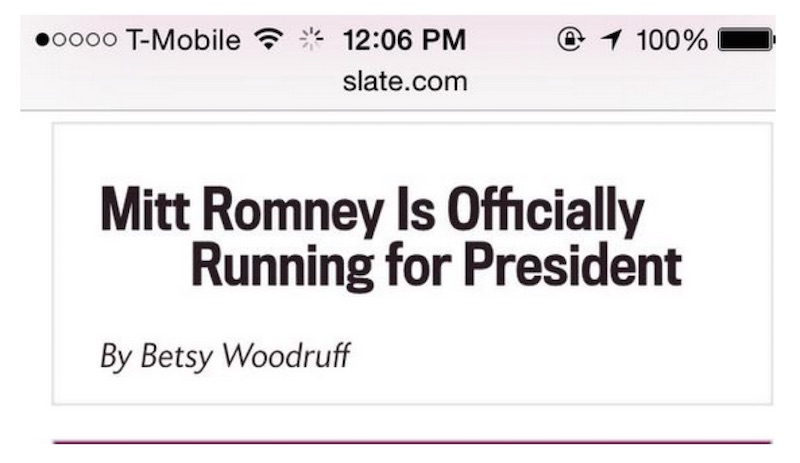 T-Mobile 12:06 PM 100%
slate.com
Mitt Romney Is Officially
Running for President
By Betsy Woodruff